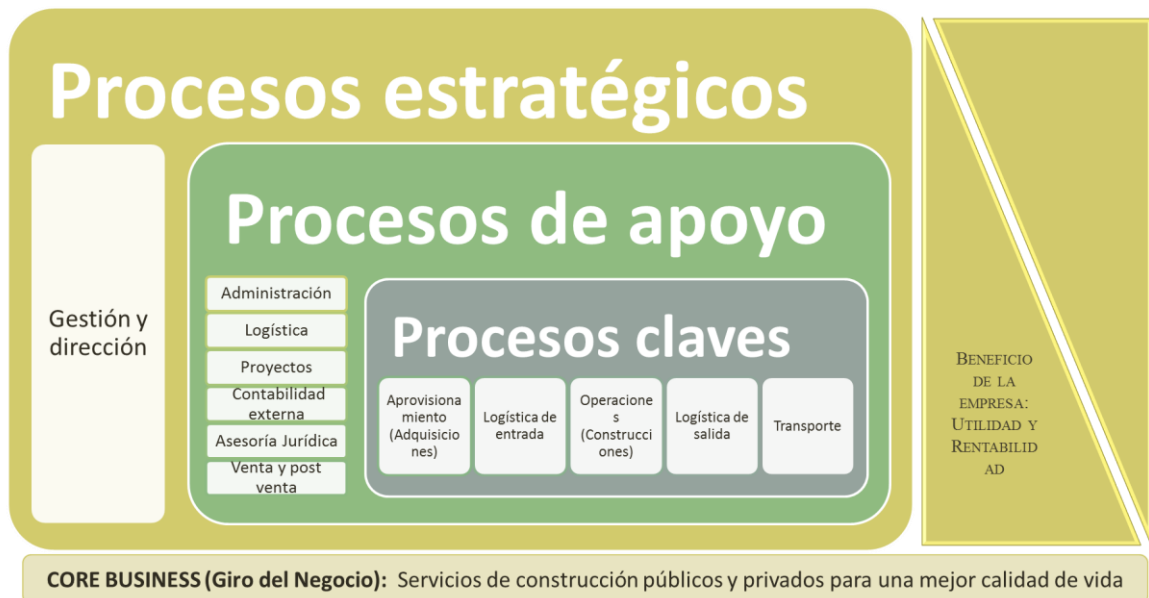 Procesos estratégicos
Gestión y
dirección
Procesos de apoyo
Administración
Logística
Proyectos
Contabilidad
externa
Asesoría Jurídica
Venta y post
venta
Procesos claves
Aprovisiona
miento
(Adquisicio
nes)
Logística de
entrada
Operacione
s
(Construcci
ones)
Logística de
salida
Transporte
BENEFICIO
DE LA
EMPRESA:
UTILIDAD Y
RENTABILID
AD
CORE BUSINESS (Giro del Negocio): Servicios de construcción públicos y privados para una mejor calidad de vida